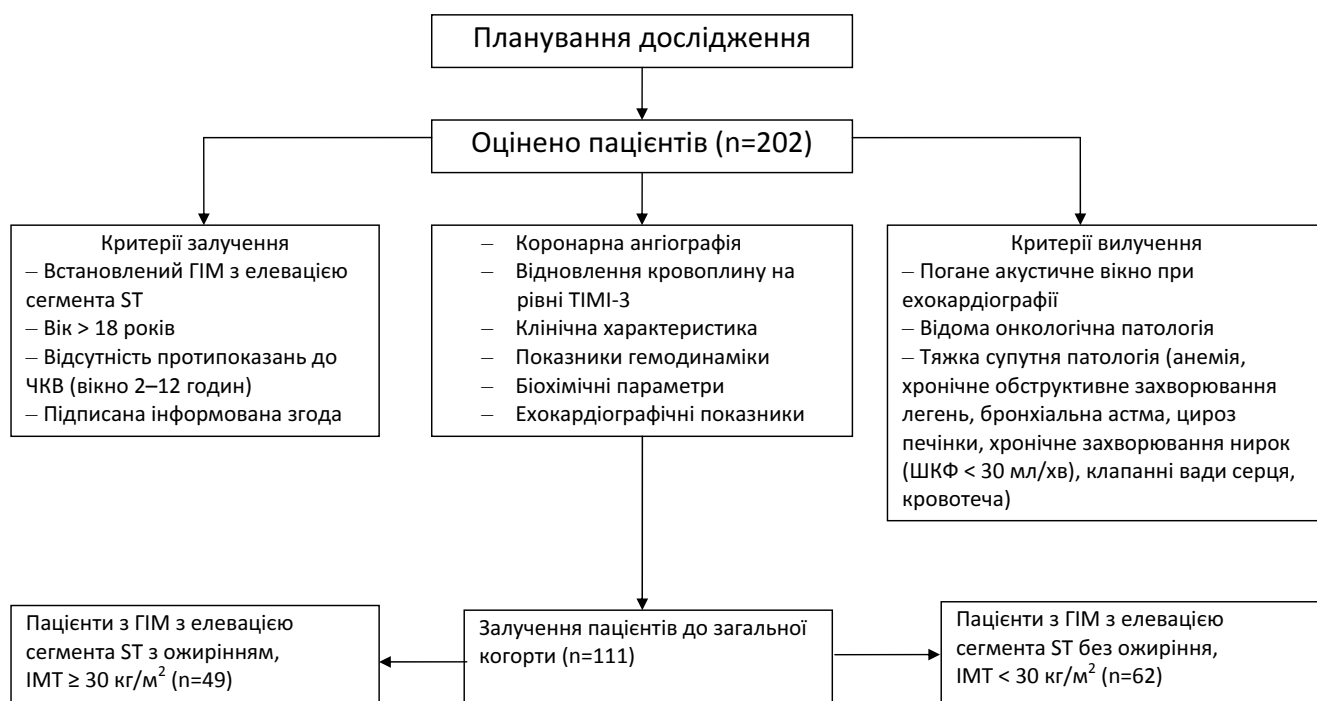 Планування дослідження
Оцінено пацієнтів (n=202)
Критерії залучення
– Встановлений ГІМ з елевацією
сегмента ST
– Вік > 18 років
– Відсутність протипоказань до
ЧКВ (вікно 2–12 годин)
– Підписана інформована згода
– Коронарна ангіографія
– Відновлення кровоплину на
рівні TIMI-3
– Клінічна характеристика
– Показники гемодинаміки
– Біохімічні параметри
– Ехокардіографічні показники
Критерії вилучення
– Погане акустичне вікно при
ехокардіографії
– Відома онкологічна патологія
– Тяжка супутня патологія (анемія,
хронічне обструктивне захворювання
легень, бронхіальна астма, цироз
печінки, хронічне захворювання нирок
(ШКФ < 30 мл/хв), клапанні вади серця,
кровотеча)
Пацієнти з ГІМ з елевацією
сегмента ST з ожирінням,
ІМТ ≥ 30 кг/м² (n=49)
Залучення пацієнтів до загальної
когорти (n=111)
Пацієнти з ГІМ з елевацією
сегмента ST без ожиріння,
ІМТ < 30 кг/м² (n=62)